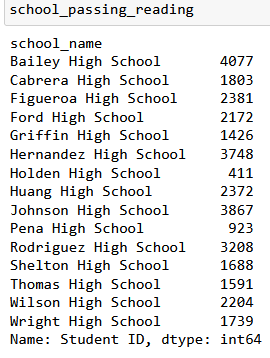 school_passing_reading
school_name
Bailey High School 4077
Cabrera High School 1803
Figueroa High School 2381
Ford High School 2172
Griffin High School 1426
Hernandez High School 3748
Holden High School 411
Huang High School 2372
Johnson High School 3867
Pena High School 923
Rodriguez High School 3208
Shelton High School 1688
Thomas High School 1591
Wilson High School 2204
Wright High School 1739
Name: Student ID, dtype: int64